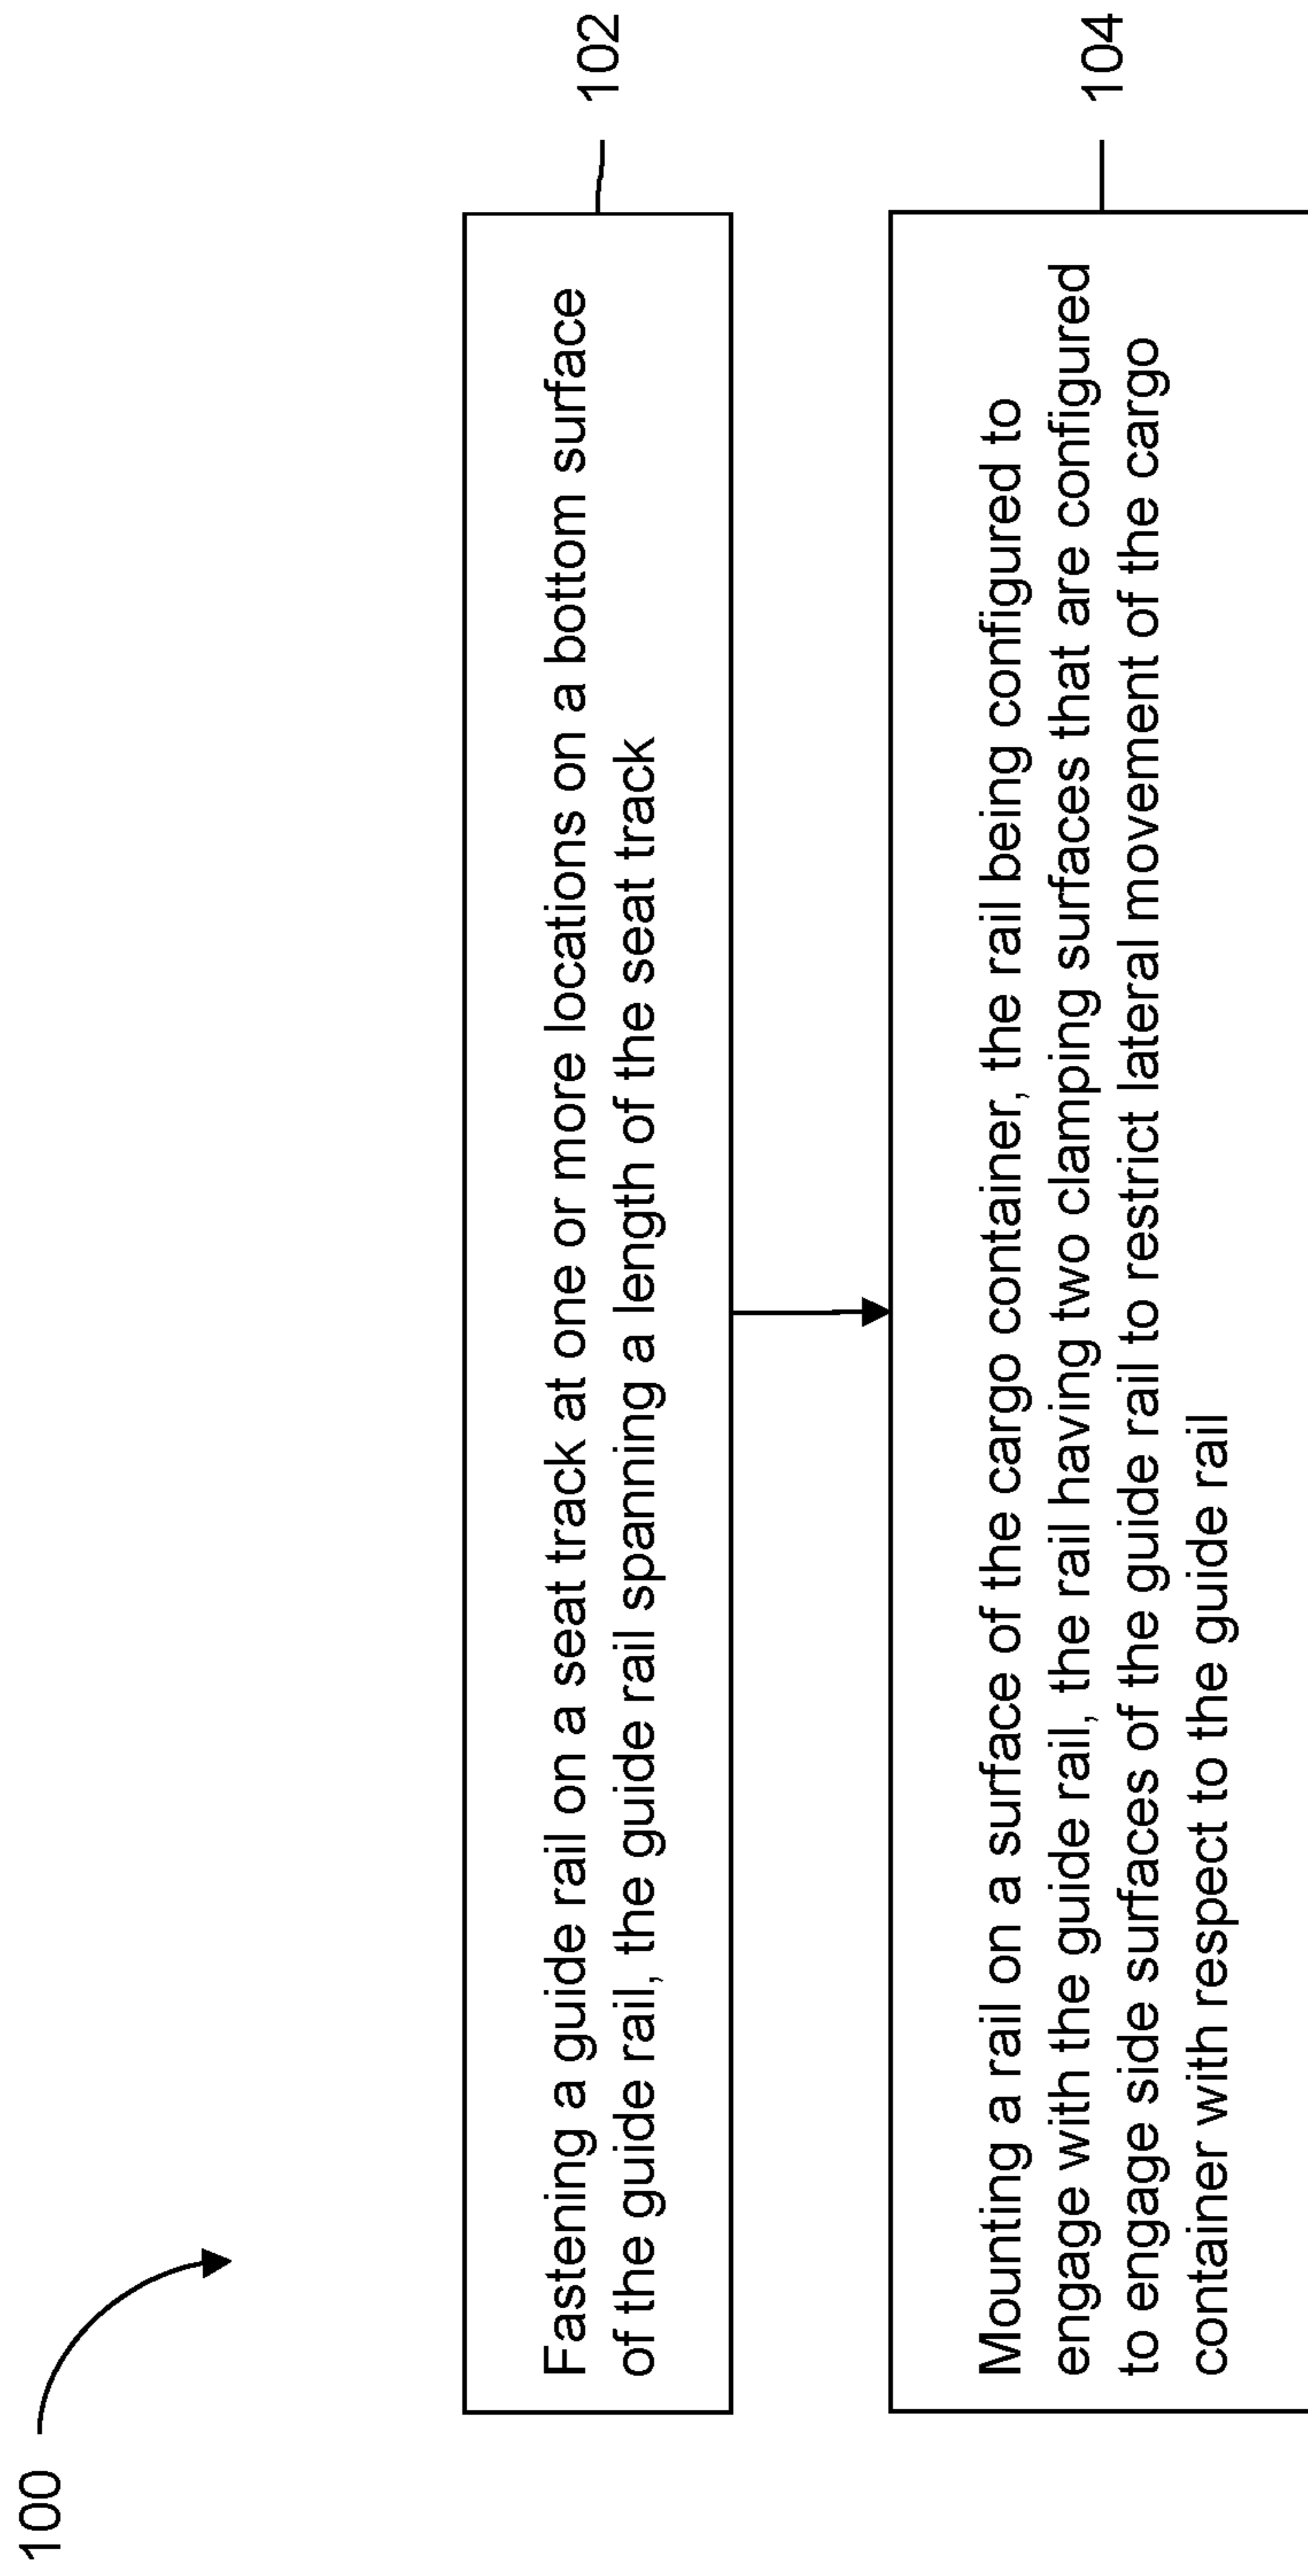 100
Fastening a guide rail on a seat track at one or more locations on a bottom surface
of the guide rail, the guide rail spanning a length of the seat track
102
Mounting a rail on a surface of the cargo container, the rail being configured to
engage with the guide rail, the rail having two clamping surfaces that are configured
to engage side surfaces of the guide rail to restrict lateral movement of the cargo
container with respect to the guide rail
104